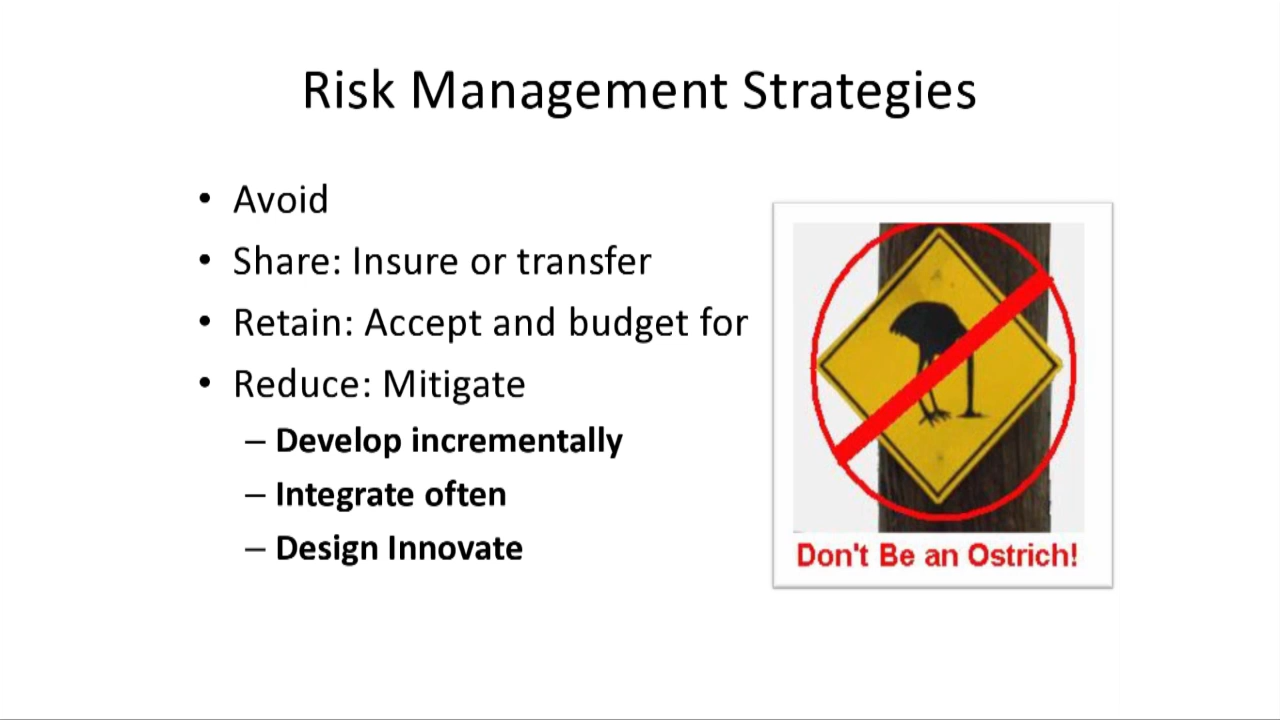 Risk Management Strategies
• Avoid
• Share: Insure or transfer
• Retain: Accept and budget for
• Reduce: Mitigate
– Develop incrementally
– Integrate often
– Design Innovate
Don't Be an Ostrich!